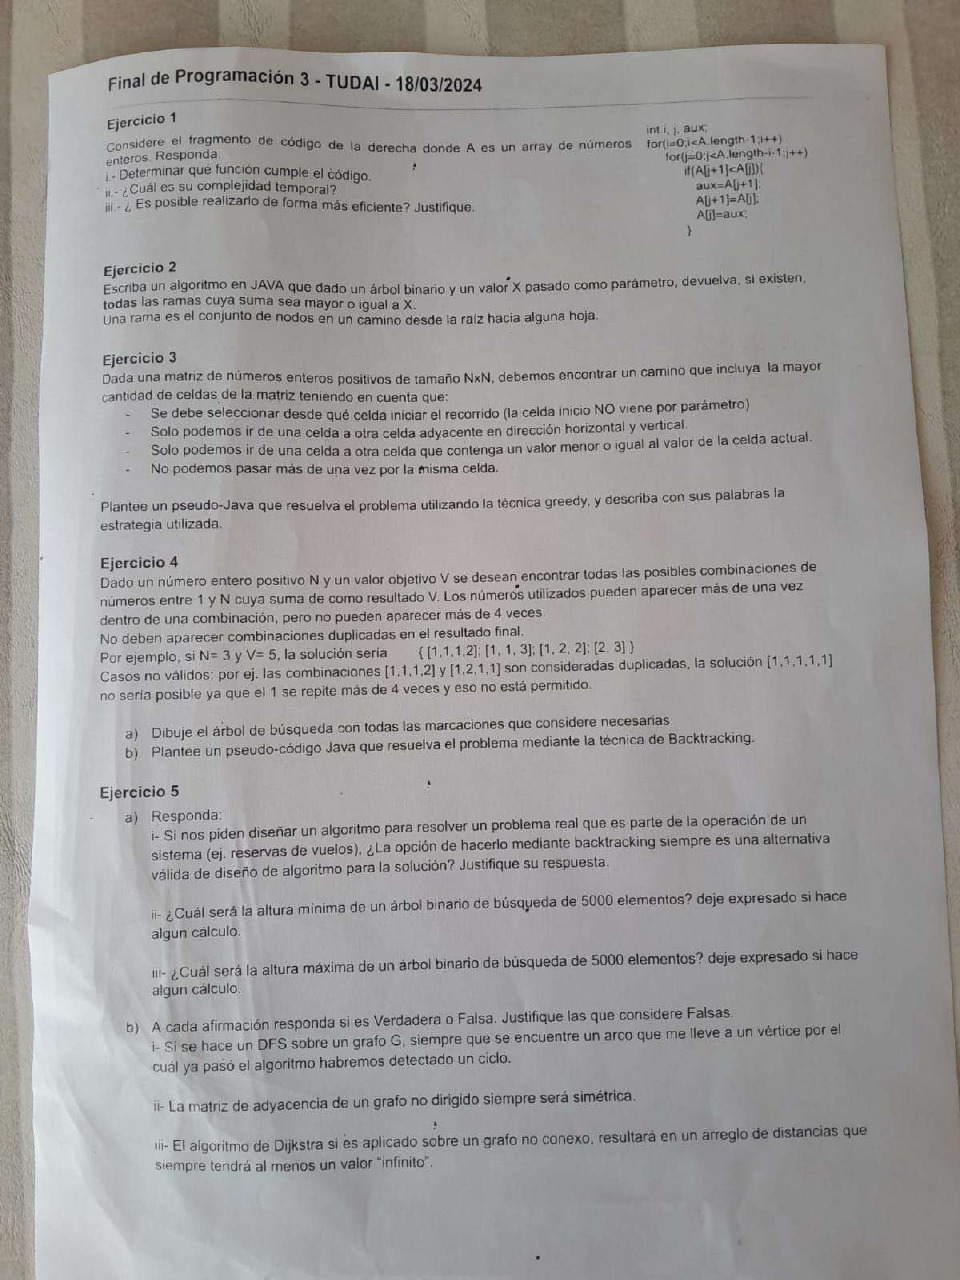 Final de Programación 3 - TUDAI - 18/03/2024
Ejercicio 1
Considere el fragmento de código de la derecha donde A es un array de números
enteros. Responda:
i.- Determinar que función cumple el código.
ii.- ¿Cuál es su complejidad temporal?
iii.- ¿ Es posible realizarlo de forma más eficiente? Justifique.
int i, j, aux;
for(i=0;i<A.length-1;i++)
for(j=0;j<A.length-i-1;j++)
if(A[j+1]<A[j]){
aux=A[j+1];
A[j+1]=A[j];
A[j]=aux;
}
Ejercicio 2
Escriba un algoritmo en JAVA que dado un árbol binario y un valor X pasado como parámetro, devuelva, si existen,
todas las ramas cuya suma sea mayor o igual a X.
Una rama es el conjunto de nodos en un camino desde la raíz hacia alguna hoja.
Ejercicio 3
Dada una matriz de números enteros positivos de tamaño NxN, debemos encontrar un camino que incluya la mayor
cantidad de celdas de la matriz teniendo en cuenta que:
- Se debe seleccionar desde qué celda iniciar el recorrido (la celda inicio NO viene por parámetro)
- Solo podemos ir de una celda a otra celda adyacente en dirección horizontal y vertical.
- Solo podemos ir de una celda a otra celda que contenga un valor menor o igual al valor de la celda actual.
- No podemos pasar más de una vez por la misma celda.
Plantee un pseudo-Java que resuelva el problema utilizando la técnica greedy, y describa con sus palabras la
estrategia utilizada.
Ejercicio 4
Dado un número entero positivo N y un valor objetivo V se desean encontrar todas las posibles combinaciones de
números entre 1 y N cuya suma de como resultado V. Los números utilizados pueden aparecer más de una vez
dentro de una combinación, pero no pueden aparecer más de 4 veces.
No deben aparecer combinaciones duplicadas en el resultado final.
Por ejemplo, si N= 3 y V= 5, la solución sería { [1,1,1,2]; [1, 1, 3]; [1, 2, 2]; [2, 3] }
Casos no válidos: por ej. las combinaciones [1,1,1,2] y [1,2,1,1] son consideradas duplicadas, la solución [1,1,1,1,1]
no sería posible ya que el 1 se repite más de 4 veces y eso no está permitido.
a) Dibuje el árbol de búsqueda con todas las marcaciones que considere necesarias
b) Plantee un pseudo-código Java que resuelva el problema mediante la técnica de Backtracking.
Ejercicio 5
a) Responda:
i- Si nos piden diseñar un algoritmo para resolver un problema real que es parte de la operación de un
sistema (ej. reservas de vuelos), ¿La opción de hacerlo mediante backtracking siempre es una alternativa
válida de diseño de algoritmo para la solución? Justifique su respuesta.
ii- ¿Cuál será la altura mínima de un árbol binario de búsqueda de 5000 elementos? deje expresado si hace
algun cálculo.
iii- ¿Cuál será la altura máxima de un árbol binario de búsqueda de 5000 elementos? deje expresado si hace
algun cálculo.
b) A cada afirmación responda si es Verdadera o Falsa. Justifique las que considere Falsas.
i- Si se hace un DFS sobre un grafo G, siempre que se encuentre un arco que me lleve a un vértice por el
cuál ya pasó el algoritmo habremos detectado un ciclo.
ii- La matriz de adyacencia de un grafo no dirigido siempre será simétrica.
iii- El algoritmo de Dijkstra si es aplicado sobre un grafo no conexo, resultará en un arreglo de distancias que
siempre tendrá al menos un valor "infinito".